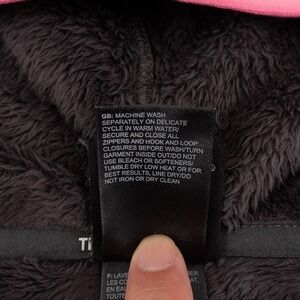 GB: MACHINE WASH
SEPARATELY ON DELICATE
CYCLE IN WARM WATER/
SECURE AND CLOSE ALL
ZIPPERS AND HOOK AND LOOP
CLOSURES BEFORE WASH/TURN
GARMENT INSIDE OUT/DO NOT
USE BLEACH OR SOFTENERS/
TUMBLE DRY LOW HEAT OR FOR
BEST RESULTS, LINE DRY/DO
NOT IRON OR DRY CLEAN
F: LAVE